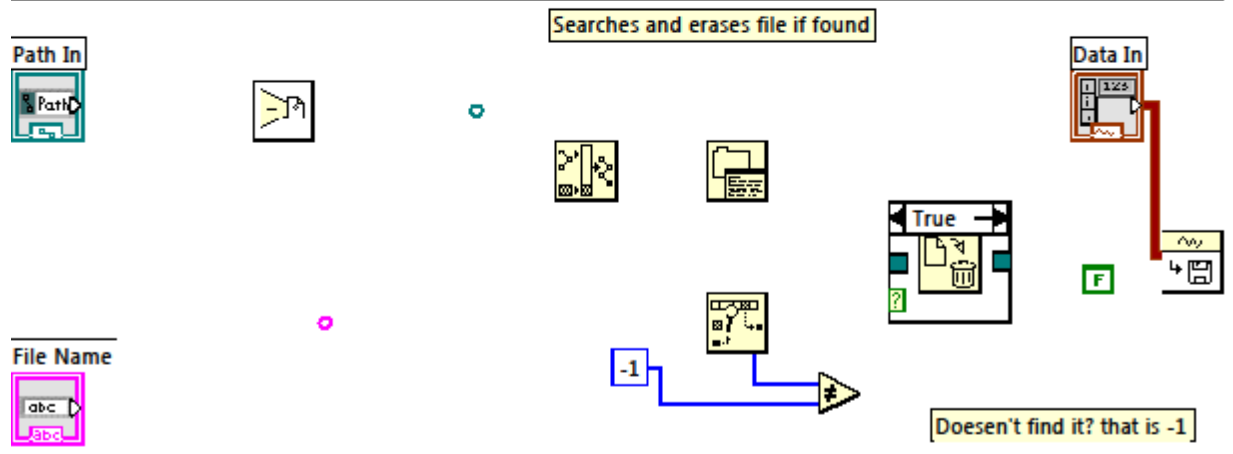 Searches and erases file if found
Path In
Data In
Path
123
True
F
?
File Name
-1
abc
abc
Doesen't find it? that is -1